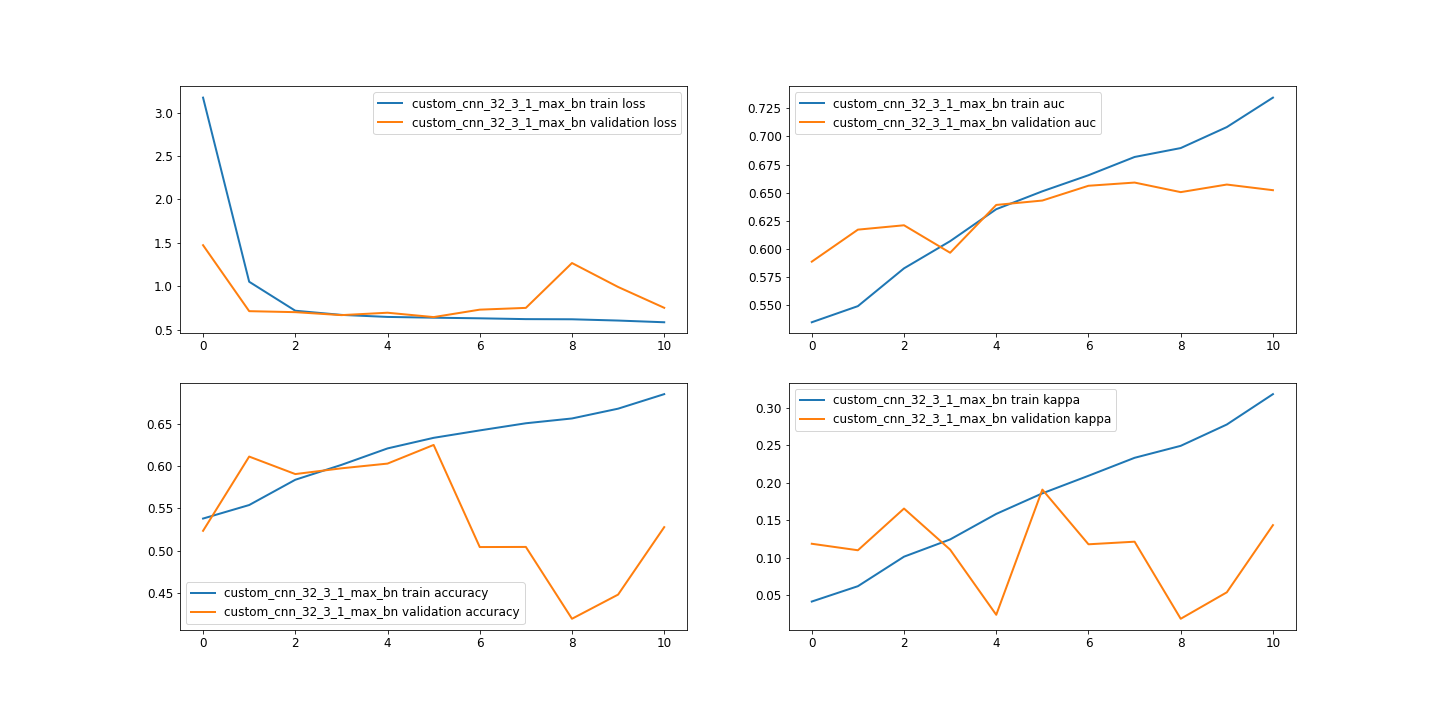 custom_cnn_32_3_1_max_bn train loss
custom_cnn_32_3_1_max_bn validation loss
3.0
2.5
2.0
1.5
1.0
0.5
0 2 4 6 8 10
custom_cnn_32_3_1_max_bn train auc
custom_cnn_32_3_1_max_bn validation auc
0.725
0.700
0.675
0.650
0.625
0.600
0.575
0.550
0 2 4 6 8 10
0.65
0.60
0.55
0.50
0.45
custom_cnn_32_3_1_max_bn train accuracy
custom_cnn_32_3_1_max_bn validation accuracy
0 2 4 6 8 10
custom_cnn_32_3_1_max_bn train kappa
custom_cnn_32_3_1_max_bn validation kappa
0.30
0.25
0.20
0.15
0.10
0.05
0 2 4 6 8 10